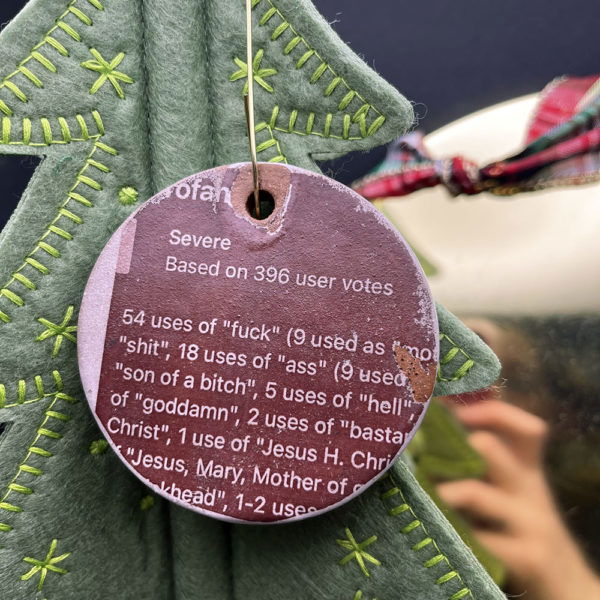 rofan
Severe
Based on 396 user votes
54 uses of "fuck" (9 used as "mo
"shit", 18 uses of "ass" (9 used
"son of a bitch", 5 uses of "hell"
of "goddamn", 2 uses of "bastar
Christ", 1 use of "Jesus H. Chri
"Jesus, Mary, Mother of
khead", 1-2 uses